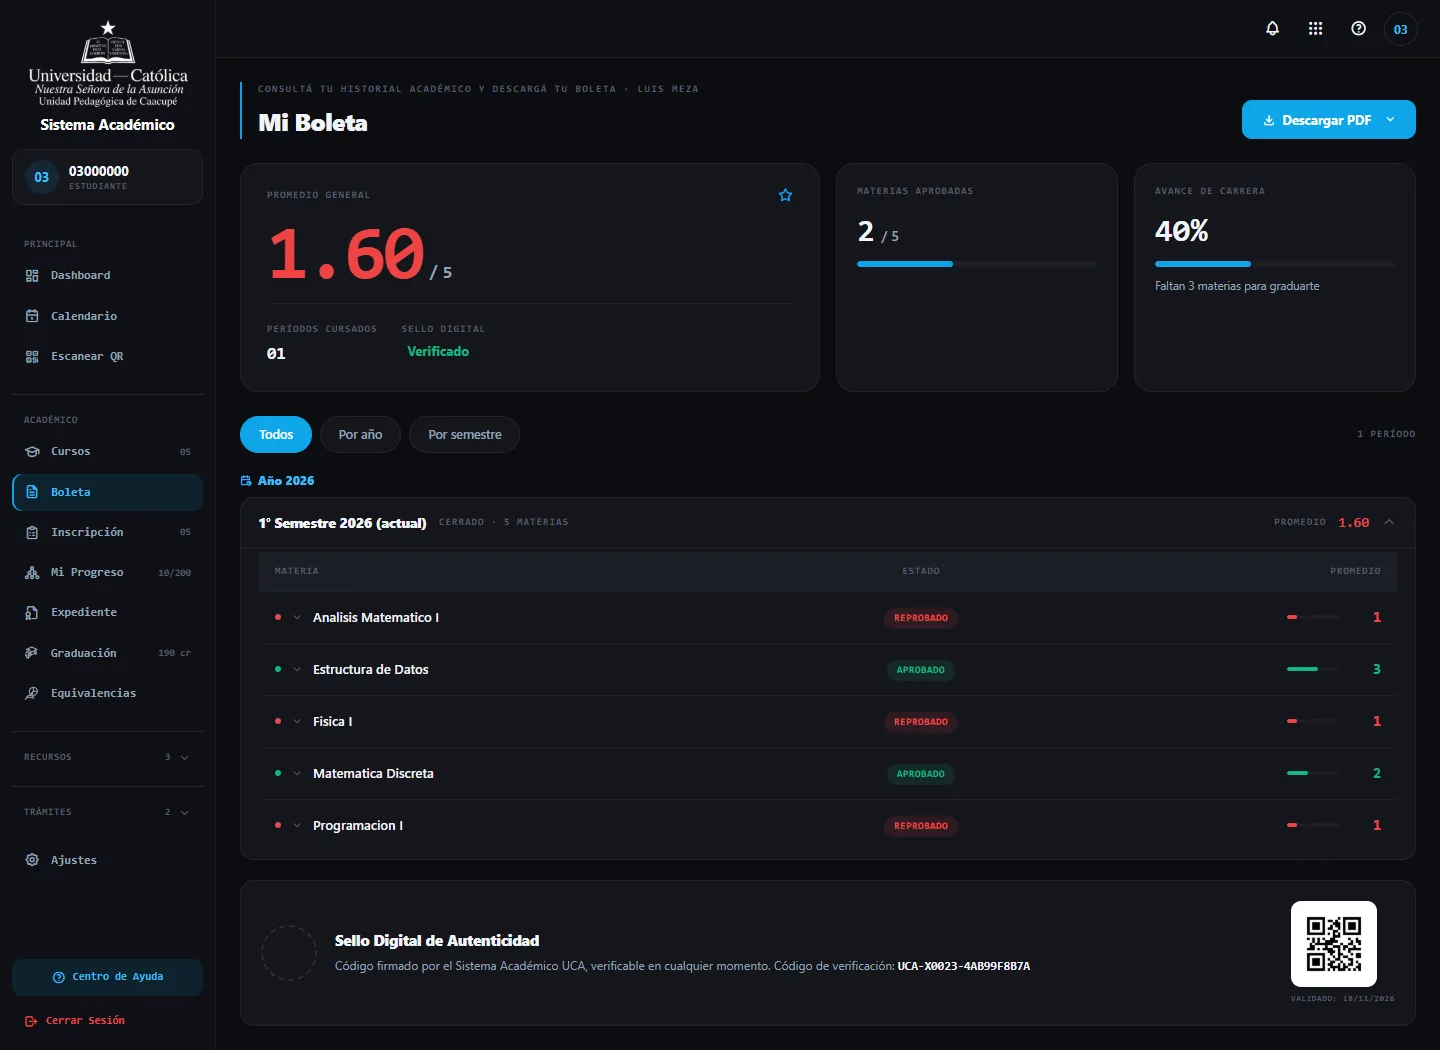 Universidad—Católica
Nuestra Señora de la Asunción
Unidad Pedagógica de Caacupé
Sistema Académico
03
03000000
ESTUDIANTE
PRINCIPAL
Dashboard
Calendario
Escanear QR
ACADÉMICO
Cursos 05
Boleta
Inscripción 05
Mi Progreso 10/200
Expediente
Graduación 190 cr
Equivalencias
RECURSOS 3
TRÁMITES 2
Ajustes
Centro de Ayuda
Cerrar Sesión
03
CONSULTÁ TU HISTORIAL ACADÉMICO Y DESCARGÁ TU BOLETA · LUIS MEZA
Mi Boleta
Descargar PDF
PROMEDIO GENERAL
1.60 / 5
PERÍODOS CURSADOS SELLO DIGITAL
01 Verificado
MATERIAS APROBADAS
2 / 5
AVANCE DE CARRERA
40%
Faltan 3 materias para graduarte
Todos Por año Por semestre
1 PERÍODO
Año 2026
1° Semestre 2026 (actual) CERRADO · 5 MATERIAS PROMEDIO 1.60
MATERIA ESTADO PROMEDIO
Analisis Matematico I REPROBADO 1
Estructura de Datos APROBADO 3
Fisica I REPROBADO 1
Matematica Discreta APROBADO 2
Programacion I REPROBADO 1
Sello Digital de Autenticidad
Código firmado por el Sistema Académico UCA, verificable en cualquier momento. Código de verificación: UCA-X0023-4AB99F8B7A
VALIDADO: 18/11/2026